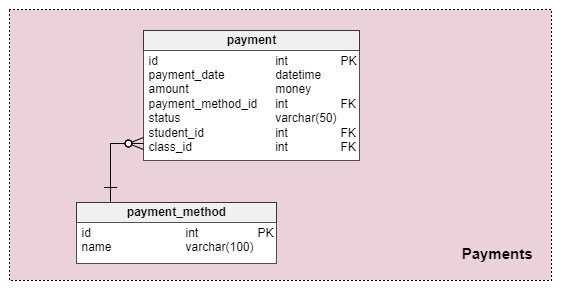 payment
id int PK
payment_date datetime
amount money
payment_method_id int FK
status varchar(50)
student_id int FK
class_id int FK
payment_method
id int PK
name varchar(100)
Payments